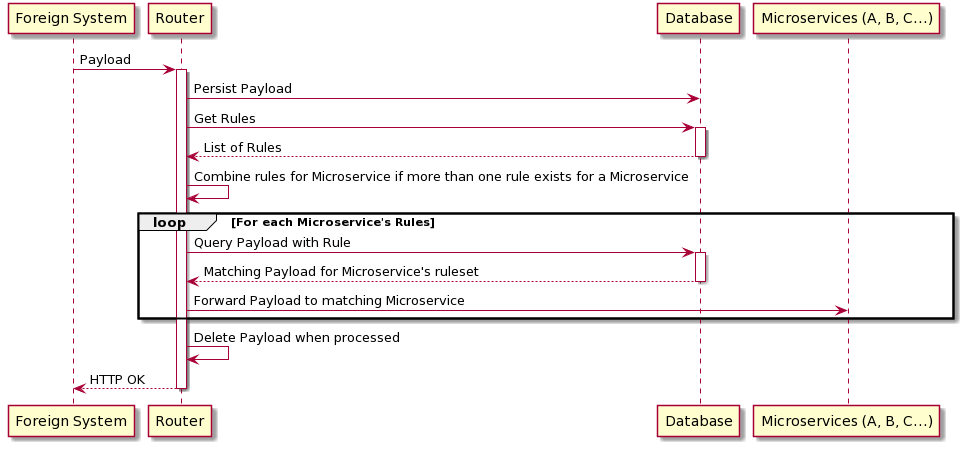 Foreign System
Router
Database
Microservices (A, B, C...)
Payload
Persist Payload
Get Rules
List of Rules
Combine rules for Microservice if more than one rule exists for a Microservice
loop [For each Microservice's Rules]
Query Payload with Rule
Matching Payload for Microservice's ruleset
Forward Payload to matching Microservice
Delete Payload when processed
HTTP OK
Foreign System
Router
Database
Microservices (A, B, C...)